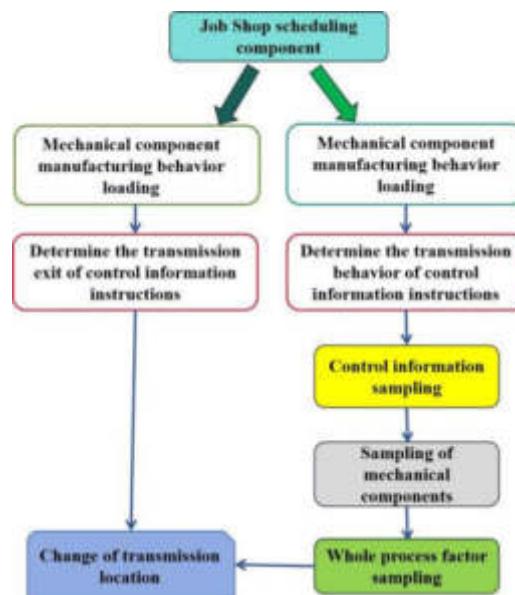 Job Shop scheduling
component
Mechanical component
manufacturing behavior
loading
Mechanical component
manufacturing behavior
loading
Determine the transmission
exit of control information
instructions
Determine the transmission
behavior of control
information instructions
Control information
sampling
Sampling of
mechanical
components
Change of transmission
location
Whole process factor
sampling